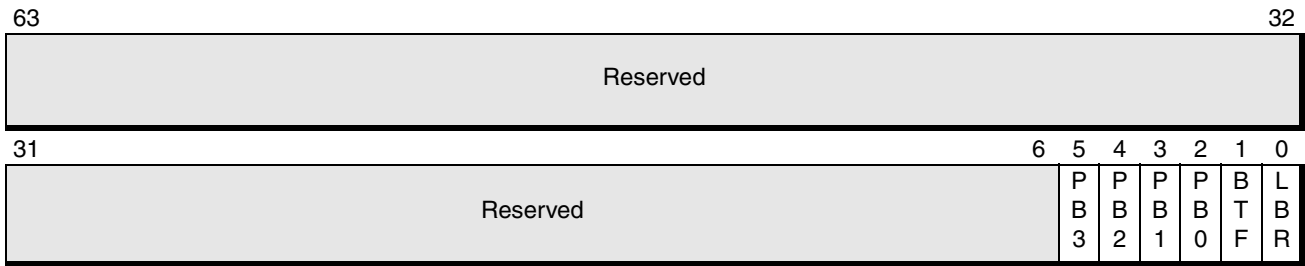 63 32
Reserved
31 6 5 4 3 2 1 0
Reserved
P P P P B L
B B B B T B
3 2 1 0 F R